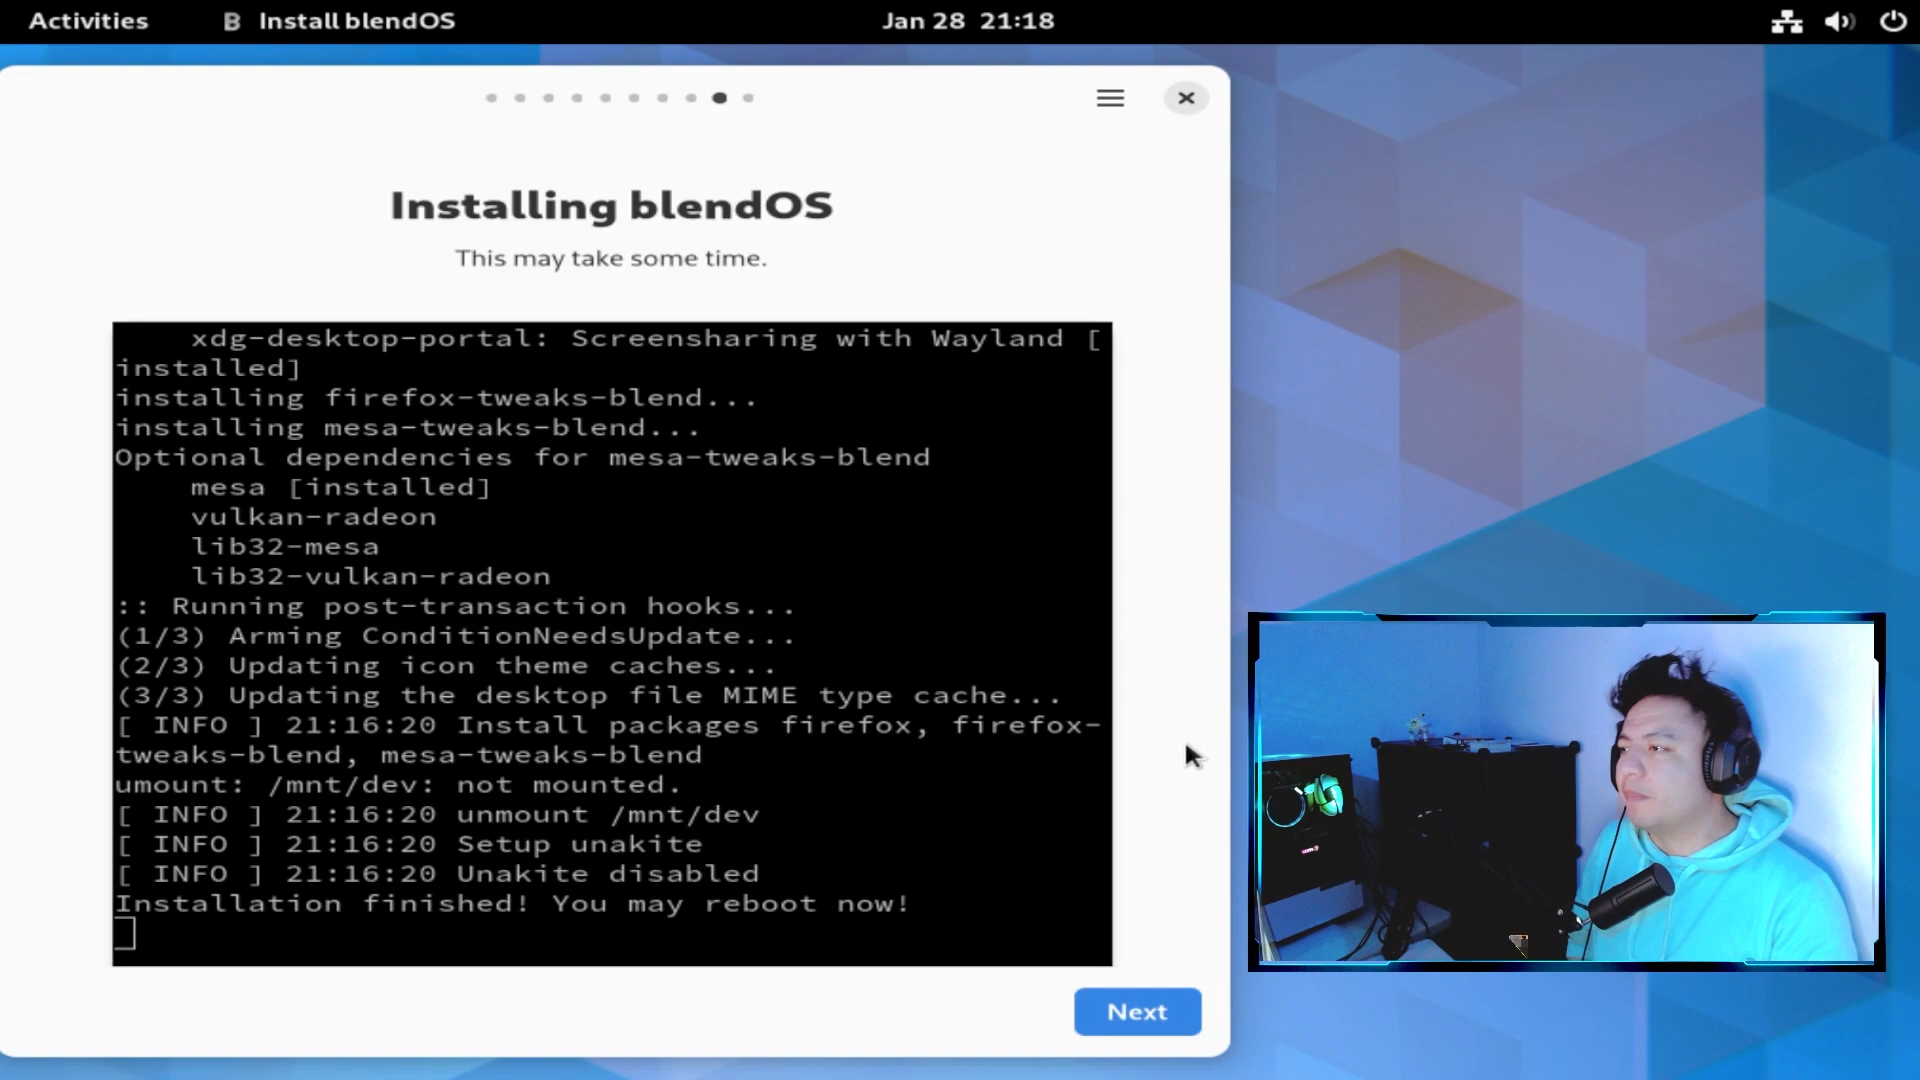 Activities
Install blendOS
Jan 28 21:18
Installing blendOS
This may take some time.
xdg-desktop-portal: Screensharing with Wayland [
installed]
installing firefox-tweaks-blend...
installing mesa-tweaks-blend...
Optional dependencies for mesa-tweaks-blend
mesa [installed]
vulkan-radeon
lib32-mesa
lib32-vulkan-radeon
:: Running post-transaction hooks...
(1/3) Arming ConditionNeedsUpdate...
(2/3) Updating icon theme caches...
(3/3) Updating the desktop file MIME type cache...
[ INFO ] 21:16:20 Install packages firefox, firefox-
tweaks-blend, mesa-tweaks-blend
umount: /mnt/dev: not mounted.
[ INFO ] 21:16:20 unmount /mnt/dev
[ INFO ] 21:16:20 Setup unakite
[ INFO ] 21:16:20 Unakite disabled
Installation finished! You may reboot now!
Next